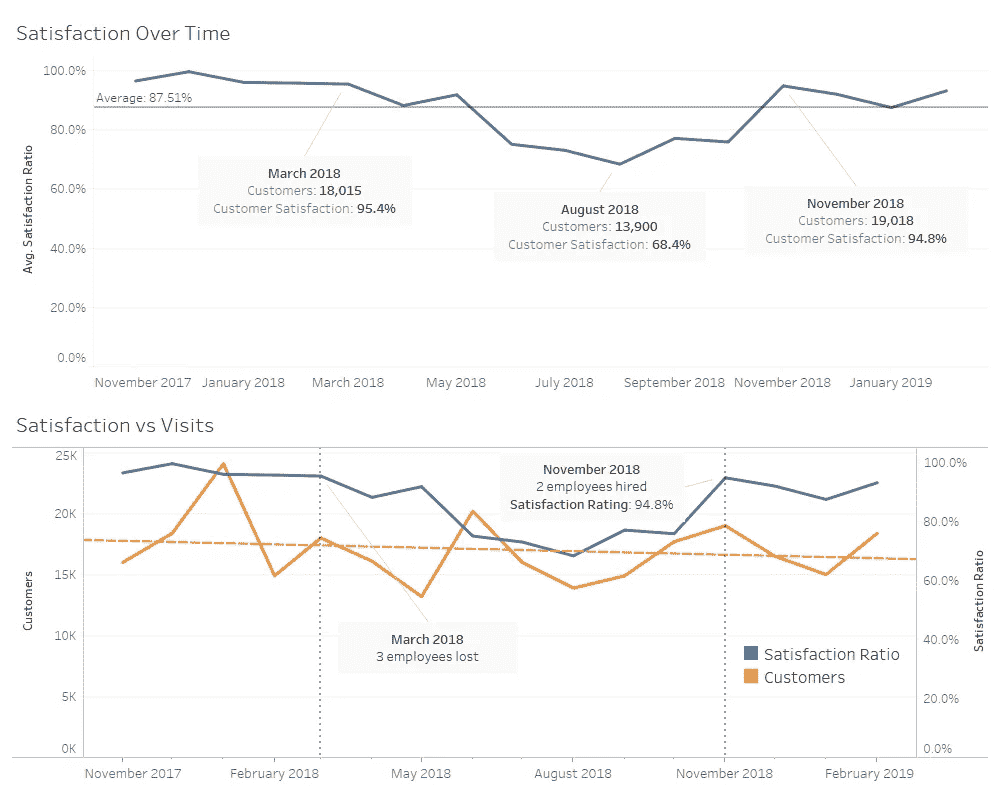 Satisfaction Over Time
100.0%
Average: 87.51%
80.0%
60.0%
40.0%
20.0%
0.0%
Avg. Satisfaction Ratio
March 2018
Customers: 18,015
Customer Satisfaction: 95.4%
August 2018
Customers: 13,900
Customer Satisfaction: 68.4%
November 2018
Customers: 19,018
Customer Satisfaction: 94.8%
November 2017 January 2018 March 2018 May 2018 July 2018 September 2018 November 2018 January 2019
Satisfaction vs Visits
25K
20K
15K
10K
5K
0K
Customers
November 2018
2 employees hired
Satisfaction Rating: 94.8%
March 2018
3 employees lost
Satisfaction Ratio
Customers
100.0%
80.0%
60.0%
40.0%
20.0%
0.0%
Satisfaction Ratio
November 2017 February 2018 May 2018 August 2018 November 2018 February 2019